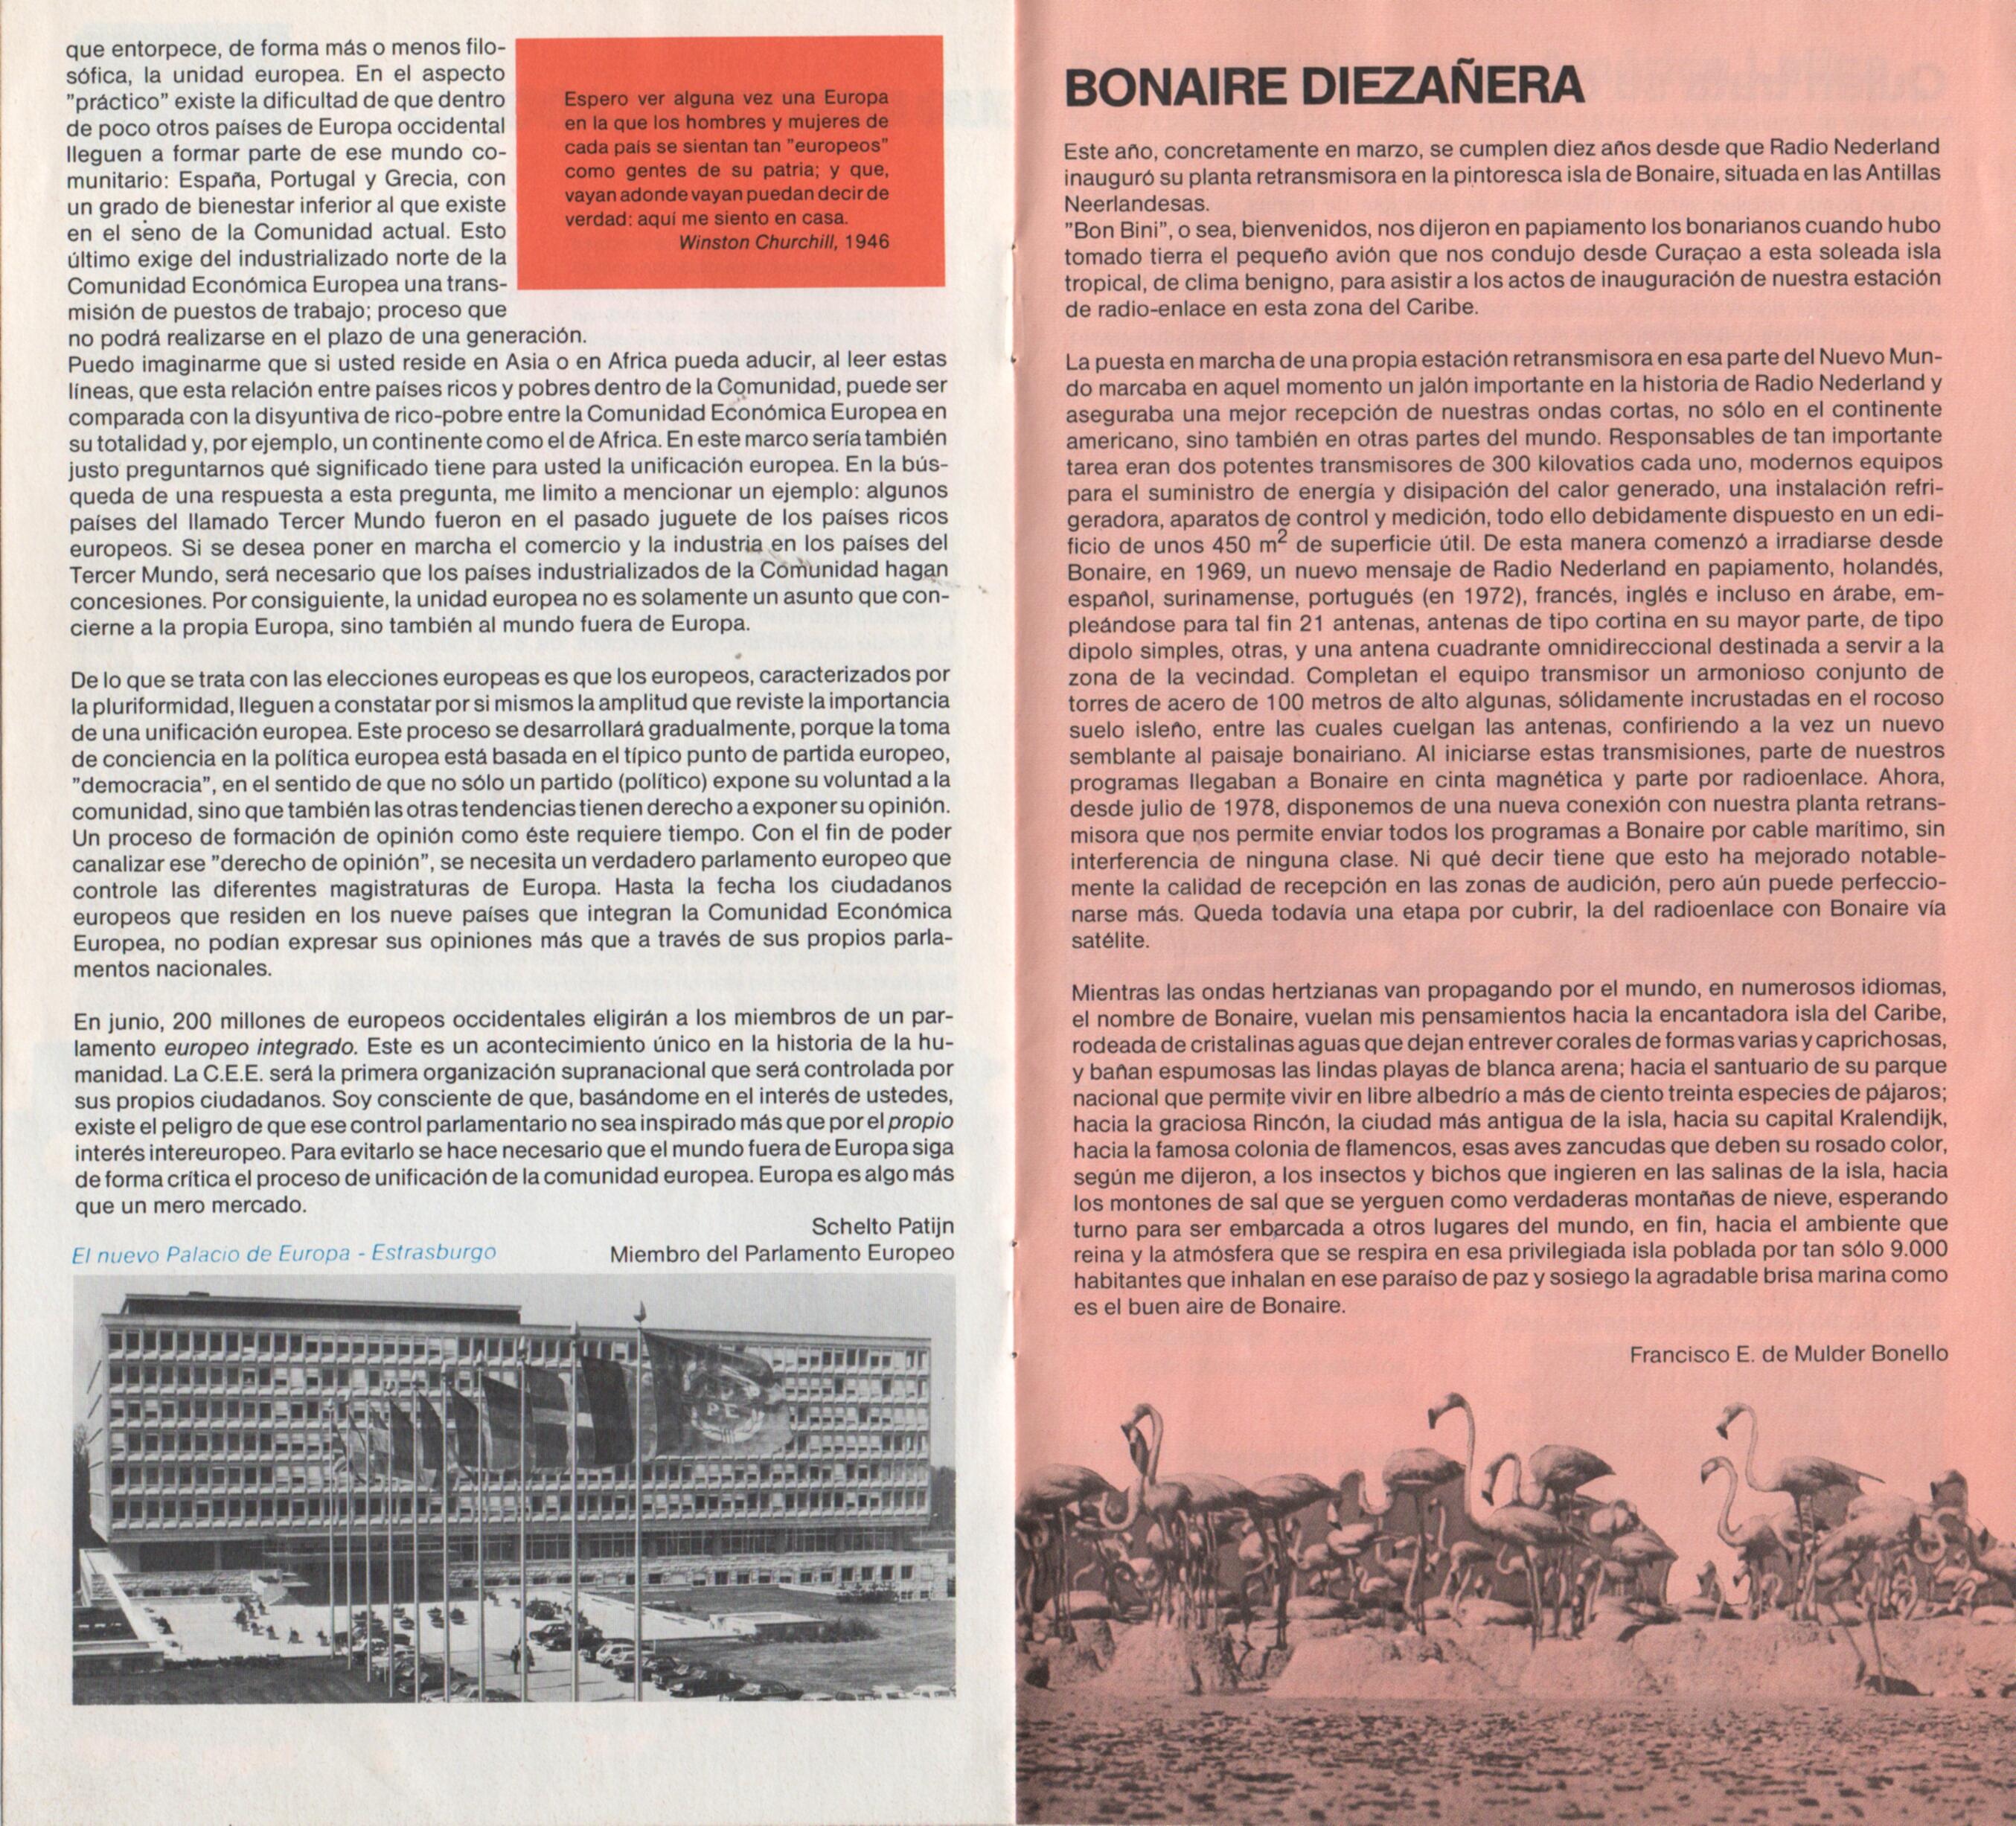 que entorpece, de forma más o menos filo-
sófica, la unidad europea. En el aspecto
"práctico" existe la dificultad de que dentro
de poco otros países de Europa occidental
lleguen a formar parte de ese mundo co-
munitario: España, Portugal y Grecia, con
un grado de bienestar inferior al que existe
en el seno de la Comunidad actual. Esto
último exige del industrializado norte de la
Comunidad Económica Europea una trans-
misión de puestos de trabajo; proceso que
no podrá realizarse en el plazo de una generación.
Espero ver alguna vez una Europa
en la que los hombres y mujeres de
cada país se sientan tan "europeos"
como gentes de su patria; y que,
vayan adonde vayan puedan decir de
verdad: aquí me siento en casa.
Winston Churchill, 1946
Puedo imaginarme que si usted reside en Asia o en Africa pueda aducir, al leer estas
líneas, que esta relación entre países ricos y pobres dentro de la Comunidad, puede ser
comparada con la disyuntiva de rico-pobre entre la Comunidad Económica Europea en
su totalidad y, por ejemplo, un continente como el de Africa. En este marco sería también
justo preguntarnos qué significado tiene para usted la unificación europea. En la bús-
queda de una respuesta a esta pregunta, me limito a mencionar un ejemplo: algunos
países del llamado Tercer Mundo fueron en el pasado juguete de los países ricos
europeos. Si se desea poner en marcha el comercio y la industria en los países del
Tercer Mundo, será necesario que los países industrializados de la Comunidad hagan
concesiones. Por consiguiente, la unidad europea no es solamente un asunto que con-
cierne a la propia Europa, sino también al mundo fuera de Europa.
De lo que se trata con las elecciones europeas es que los europeos, caracterizados por
la pluriformidad, lleguen a constatar por si mismos la amplitud que reviste la importancia
de una unificación europea. Este proceso se desarrollará gradualmente, porque la toma
de conciencia en la política europea está basada en el típico punto de partida europeo,
"democracia", en el sentido de que no sólo un partido (político) expone su voluntad a la
comunidad, sino que también las otras tendencias tienen derecho a exponer su opinión.
Un proceso de formación de opinión como éste requiere tiempo. Con el fin de poder
canalizar ese "derecho de opinión", se necesita un verdadero parlamento europeo que
controle las diferentes magistraturas de Europa. Hasta la fecha los ciudadanos
europeos que residen en los nueve países que integran la Comunidad Económica
Europea, no podían expresar sus opiniones más que a través de sus propios parla-
mentos nacionales.
En junio, 200 millones de europeos occidentales eligirán a los miembros de un par-
lamento europeo integrado. Este es un acontecimiento único en la historia de la hu-
manidad. La C.E.E. será la primera organización supranacional que será controlada por
sus propios ciudadanos. Soy consciente de que, basándome en el interés de ustedes,
existe el peligro de que ese control parlamentario no sea inspirado más que por el propio
interés intereuropeo. Para evitarlo se hace necesario que el mundo fuera de Europa siga
de forma crítica el proceso de unificación de la comunidad europea. Europa es algo más
que un mero mercado.
Schelto Patijn
Miembro del Parlamento Europeo
El nuevo Palacio de Europa - Estrasburgo
BONAIRE DIEZAÑERA
Este año, concretamente en marzo, se cumplen diez años desde que Radio Nederland
inauguró su planta retransmisora en la pintoresca isla de Bonaire, situada en las Antillas
Neerlandesas.
"Bon Bini", o sea, bienvenidos, nos dijeron en papiamento los bonarianos cuando hubo
tomado tierra el pequeño avión que nos condujo desde Curaçao a esta soleada isla
tropical, de clima benigno, para asistir a los actos de inauguración de nuestra estación
de radio-enlace en esta zona del Caribe.
La puesta en marcha de una propia estación retransmisora en esa parte del Nuevo Mun-
do marcaba en aquel momento un jalón importante en la historia de Radio Nederland y
aseguraba una mejor recepción de nuestras ondas cortas, no sólo en el continente
americano, sino también en otras partes del mundo. Responsables de tan importante
tarea eran dos potentes transmisores de 300 kilovatios cada uno, modernos equipos
para el suministro de energía y disipación del calor generado, una instalación refri-
geradora, aparatos de control y medición, todo ello debidamente dispuesto en un edi-
ficio de unos 450 m² de superficie útil. De esta manera comenzó a irradiarse desde
Bonaire, en 1969, un nuevo mensaje de Radio Nederland en papiamento, holandés,
español, surinamense, portugués (en 1972), francés, inglés e incluso en árabe, em-
pleándose para tal fin 21 antenas, antenas de tipo cortina en su mayor parte, de tipo
dipolo simples, otras, y una antena cuadrante omnidireccional destinada a servir a la
zona de la vecindad. Completan el equipo transmisor un armonioso conjunto de
torres de acero de 100 metros de alto algunas, sólidamente incrustadas en el rocoso
suelo isleño, entre las cuales cuelgan las antenas, confiriendo a la vez un nuevo
semblante al paisaje bonairiano. Al iniciarse estas transmisiones, parte de nuestros
programas llegaban a Bonaire en cinta magnética y parte por radioenlace. Ahora,
desde julio de 1978, disponemos de una nueva conexión con nuestra planta retrans-
misora que nos permite enviar todos los programas a Bonaire por cable marítimo, sin
interferencia de ninguna clase. Ni qué decir tiene que esto ha mejorado notable-
mente la calidad de recepción en las zonas de audición, pero aún puede perfeccio-
narse más. Queda todavía una etapa por cubrir, la del radioenlace con Bonaire vía
satélite.
Mientras las ondas hertzianas van propagando por el mundo, en numerosos idiomas,
el nombre de Bonaire, vuelan mis pensamientos hacia la encantadora isla del Caribe,
rodeada de cristalinas aguas que dejan entrever corales de formas varias y caprichosas,
y bañan espumosas las lindas playas de blanca arena; hacia el santuario de su parque
nacional que permite vivir en libre albedrío a más de ciento treinta especies de pájaros;
hacia la graciosa Rincón, la ciudad más antigua de la isla, hacia su capital Kralendijk,
hacia la famosa colonia de flamencos, esas aves zancudas que deben su rosado color,
según me dijeron, a los insectos y bichos que ingieren en las salinas de la isla, hacia
los montones de sal que se yerguen como verdaderas montañas de nieve, esperando
turno para ser embarcada a otros lugares del mundo, en fin, hacia el ambiente que
reina y la atmósfera que se respira en esa privilegiada isla poblada por tan sólo 9.000
habitantes que inhalan en ese paraíso de paz y sosiego la agradable brisa marina como
es el buen aire de Bonaire.
Francisco E. de Mulder Bonello